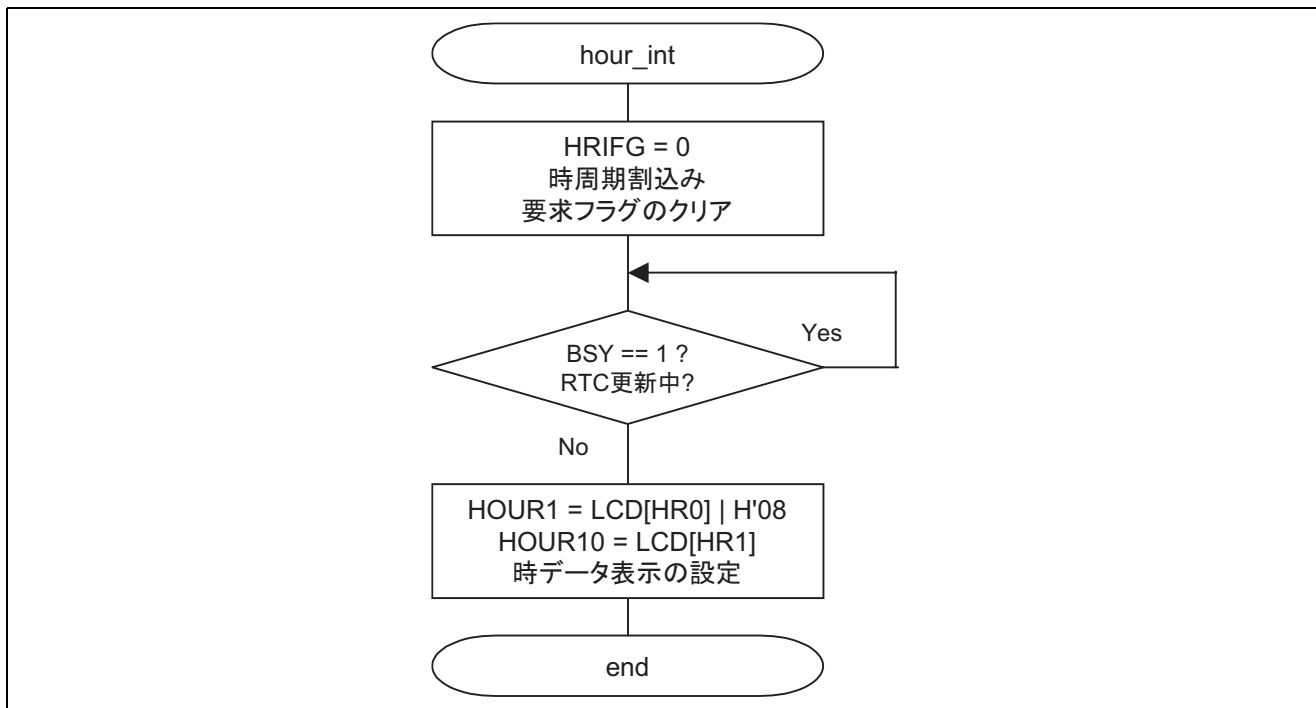 hour_int
HRIFG = 0
時周期割込み
要求フラグのクリア
Yes
BSY == 1 ?
RTC更新中?
No
HOUR1 = LCD[HR0] | H'08
HOUR10 = LCD[HR1]
時データ表示の設定
end